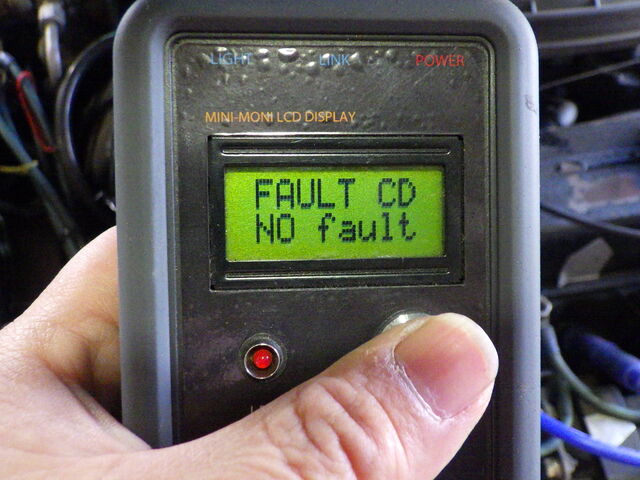 LIGHT LINK POWER
MINI-MONI LCD DISPLAY
FAULT CD
NO fault